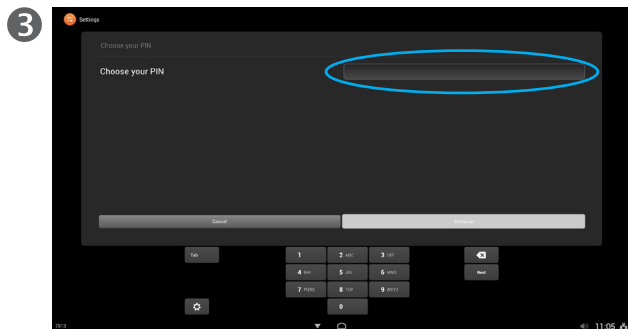 3
Settings
Choose your PIN
Choose your PIN
Cancel
Continue
Tab 1 2 ABC 3 DEF
4 GHI 5 JKL 6 MNO Next
7 PQRS 8 TUV 9 WXYZ
0
11:05